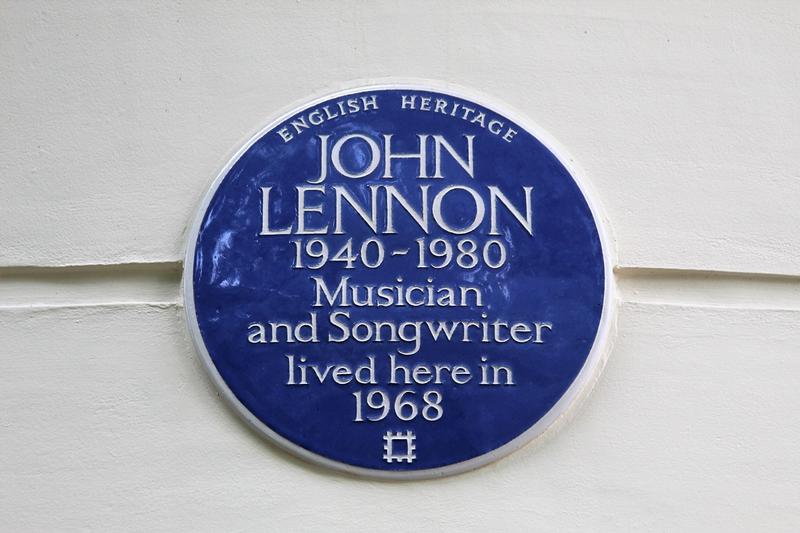 ENGLISH HERITAGE
JOHN
LENNON
1940-1980
Musician
and Songwriter
lived here in
1968